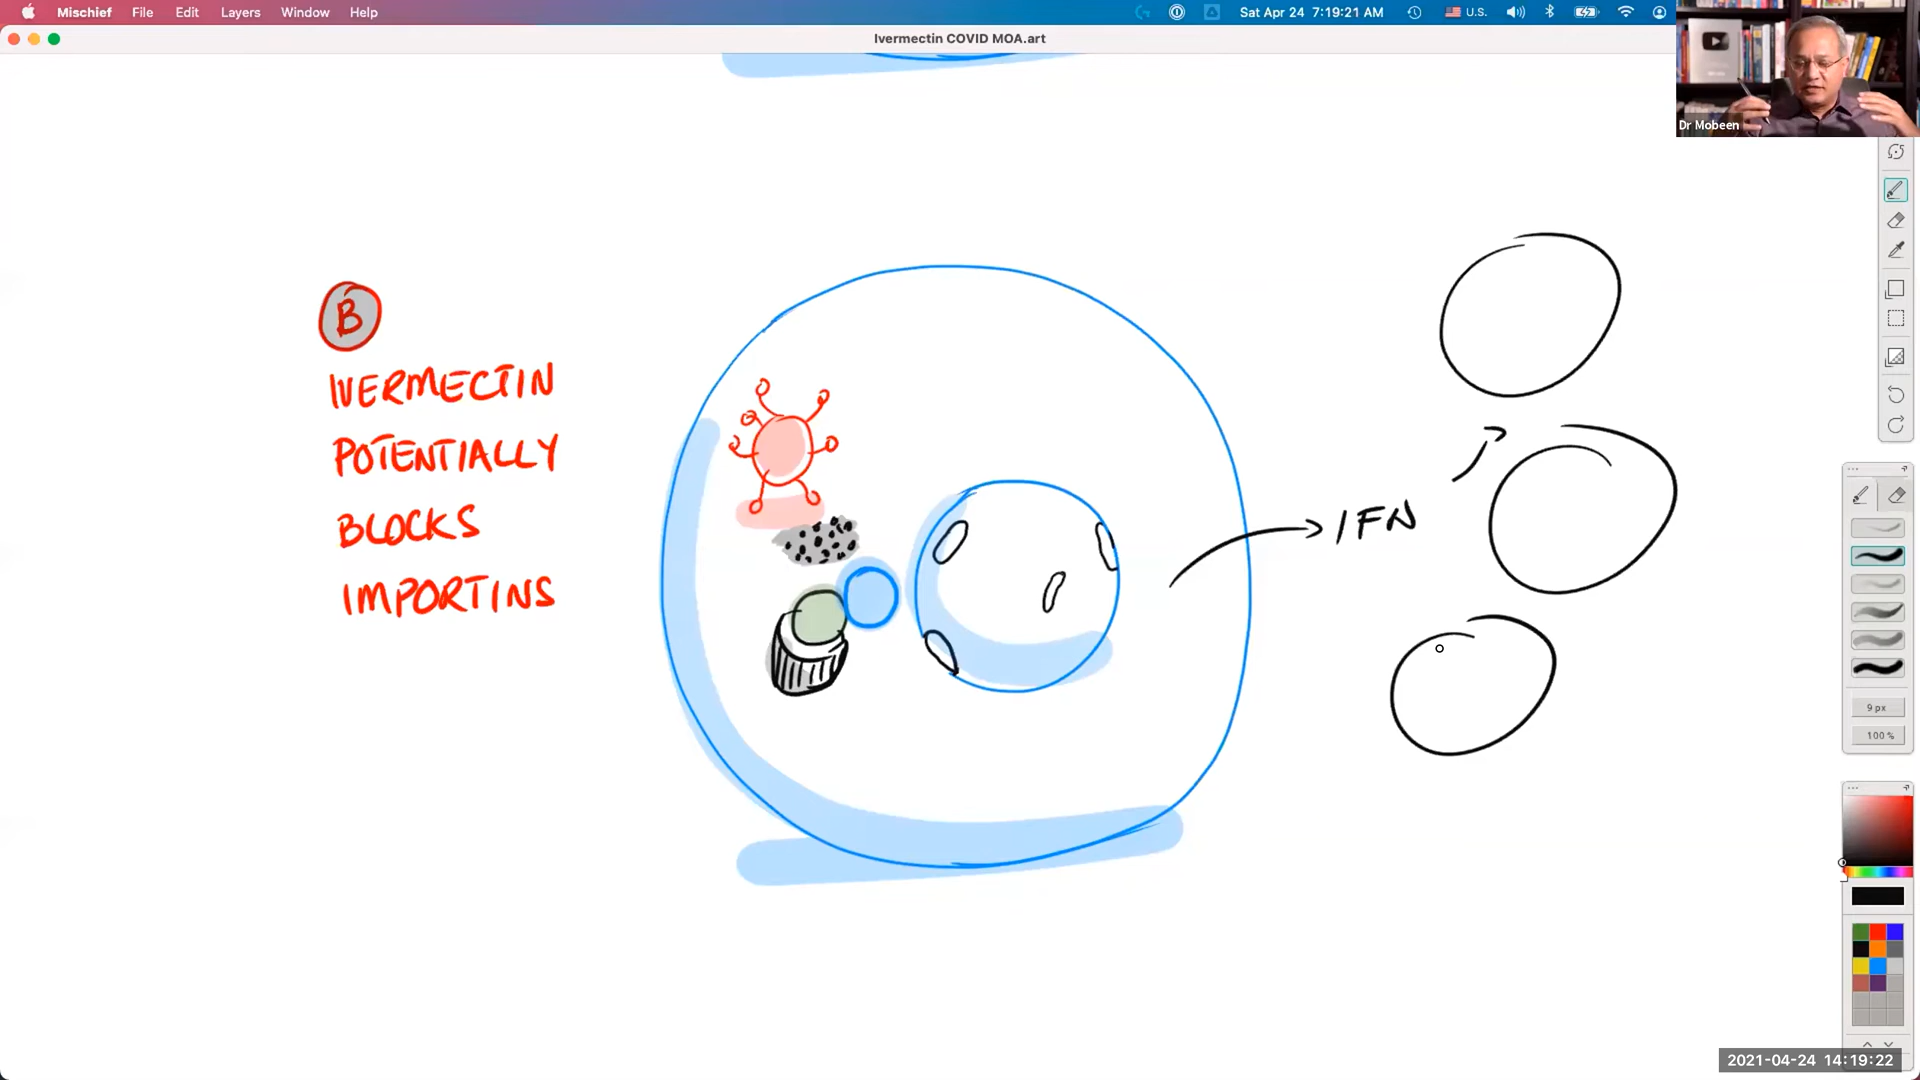 Mischief File Edit Layers Window Help
Sat Apr 24 7:19:21 AM U.S.
Ivermectin COVID MOA.art
Dr Mobeen
B
IVERMECTIN
POTENTIALLY
BLOCKS
IMPORTINS
IFN
9 px
100 %
2021-04-24 14:19:22